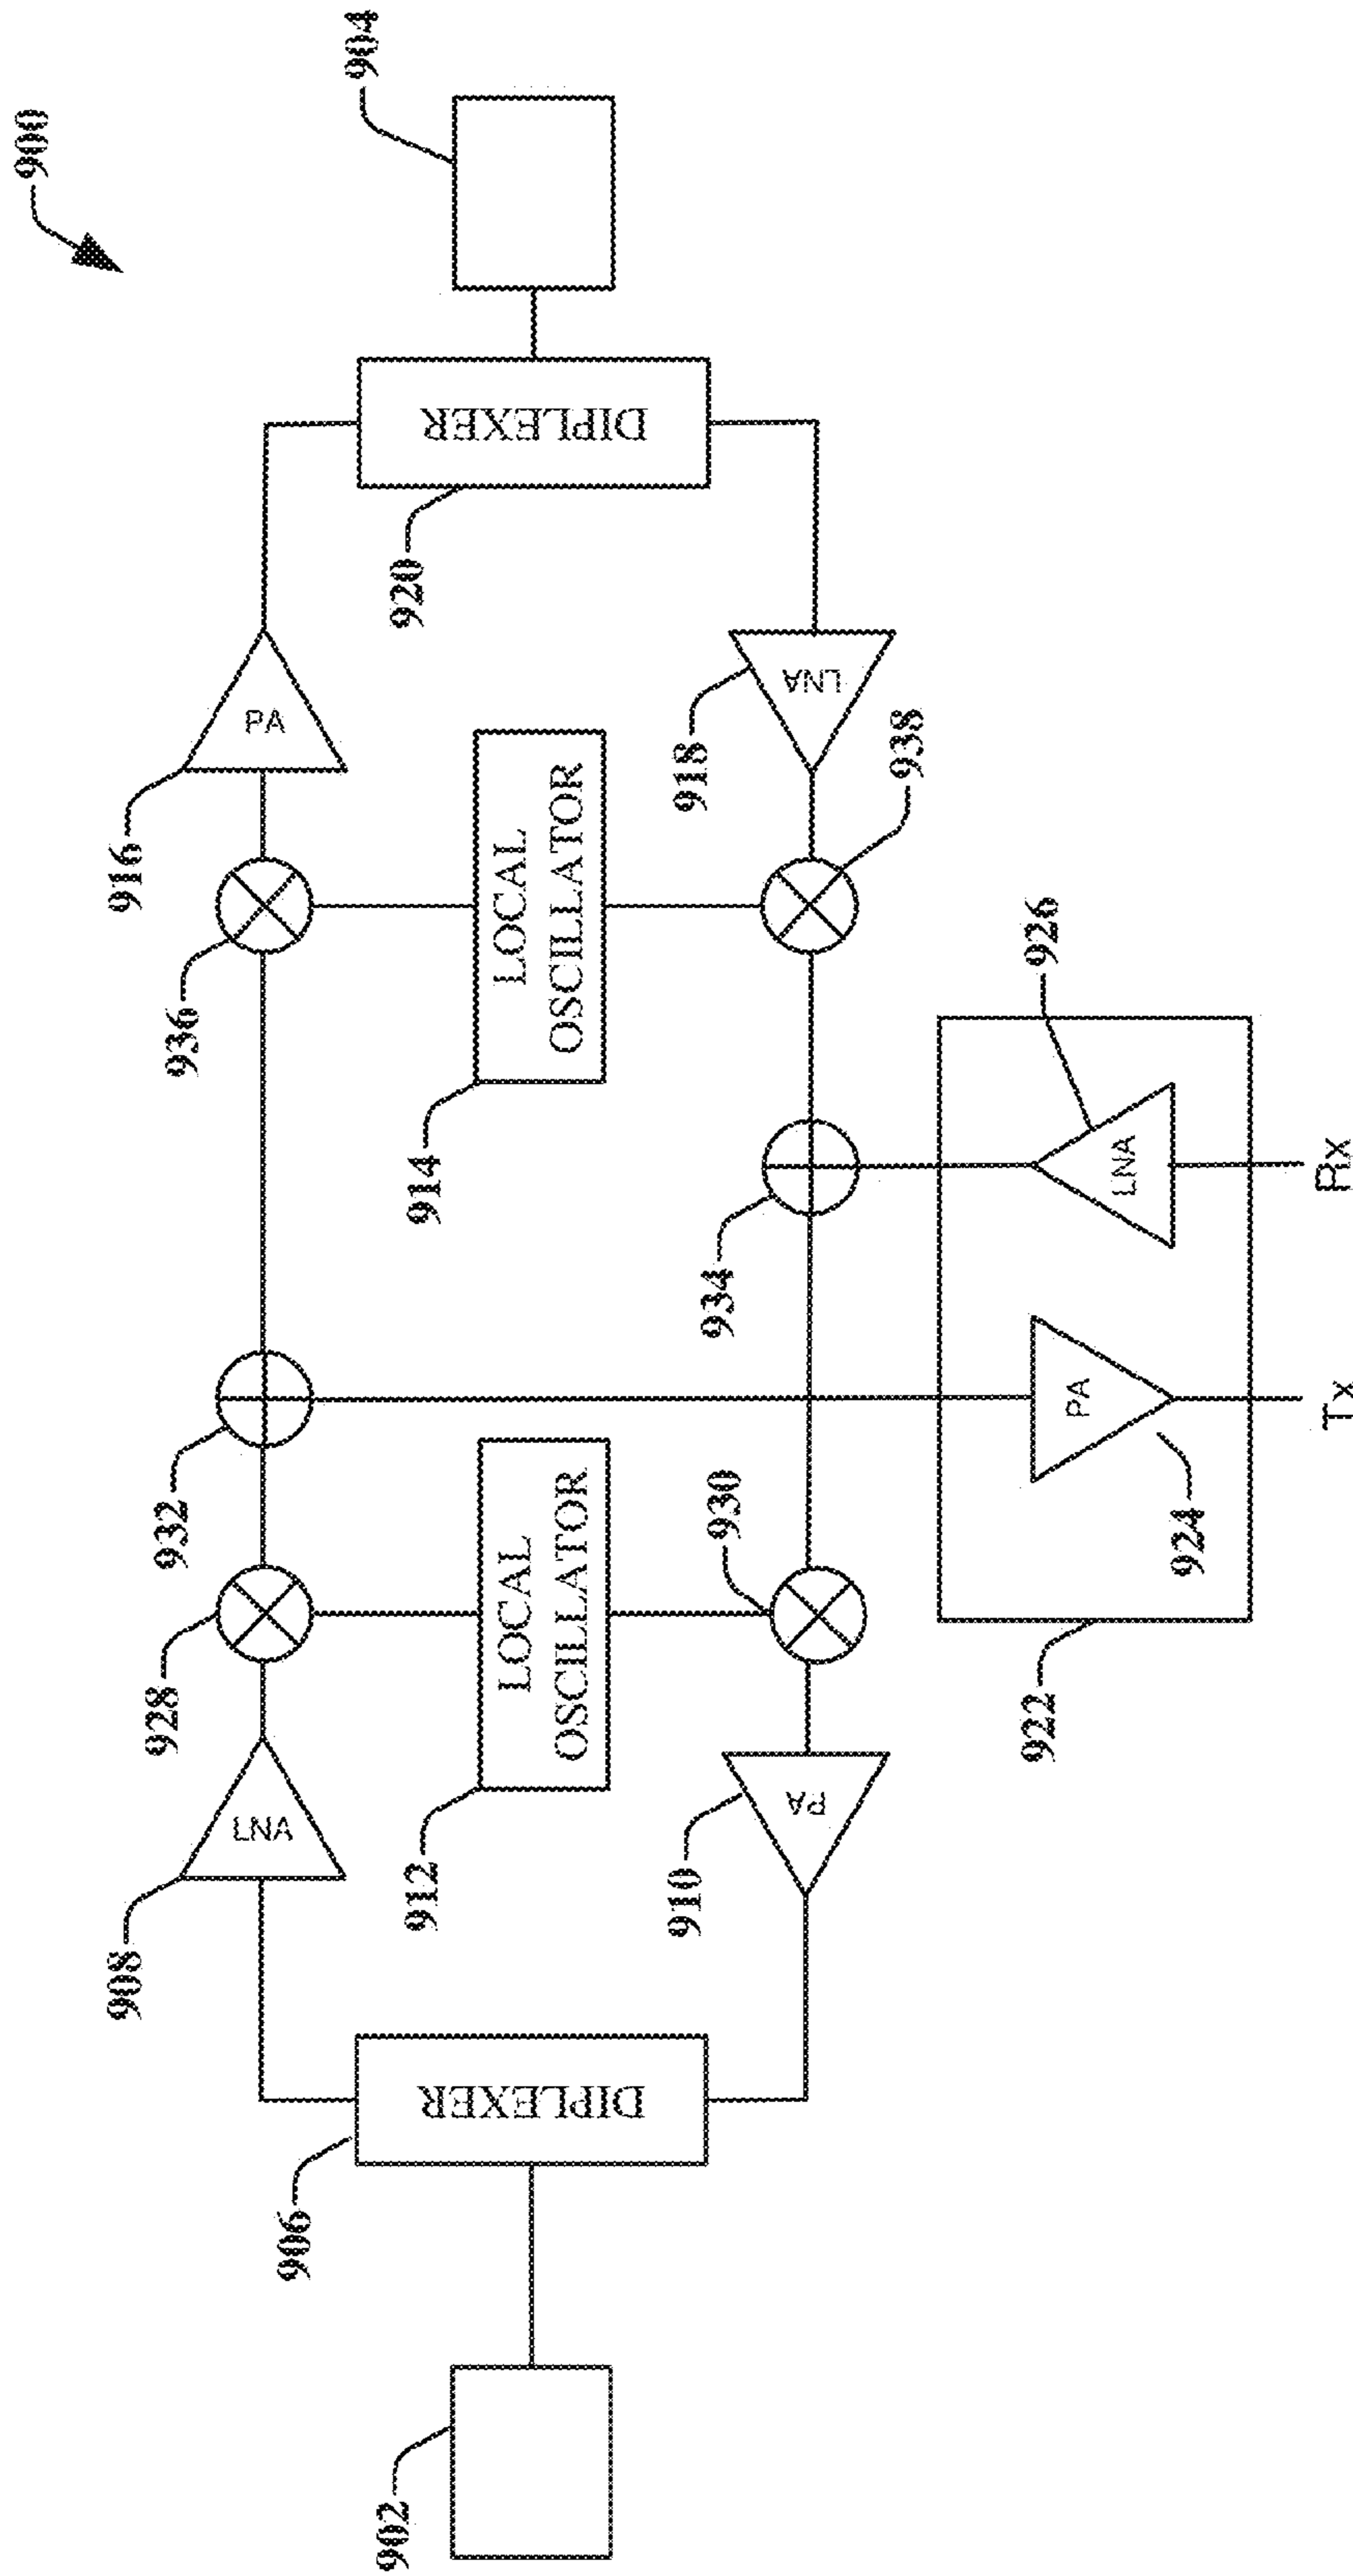 900
904
916
PA
936
920
DIPLEXER
914
LOCAL
OSCILLATOR
918
LNA
938
932
934
926
LNA
Rx
928
912
LOCAL
OSCILLATOR
930
PA
924
Tx
922
908
LNA
910
PA
906
DIPLEXER
902